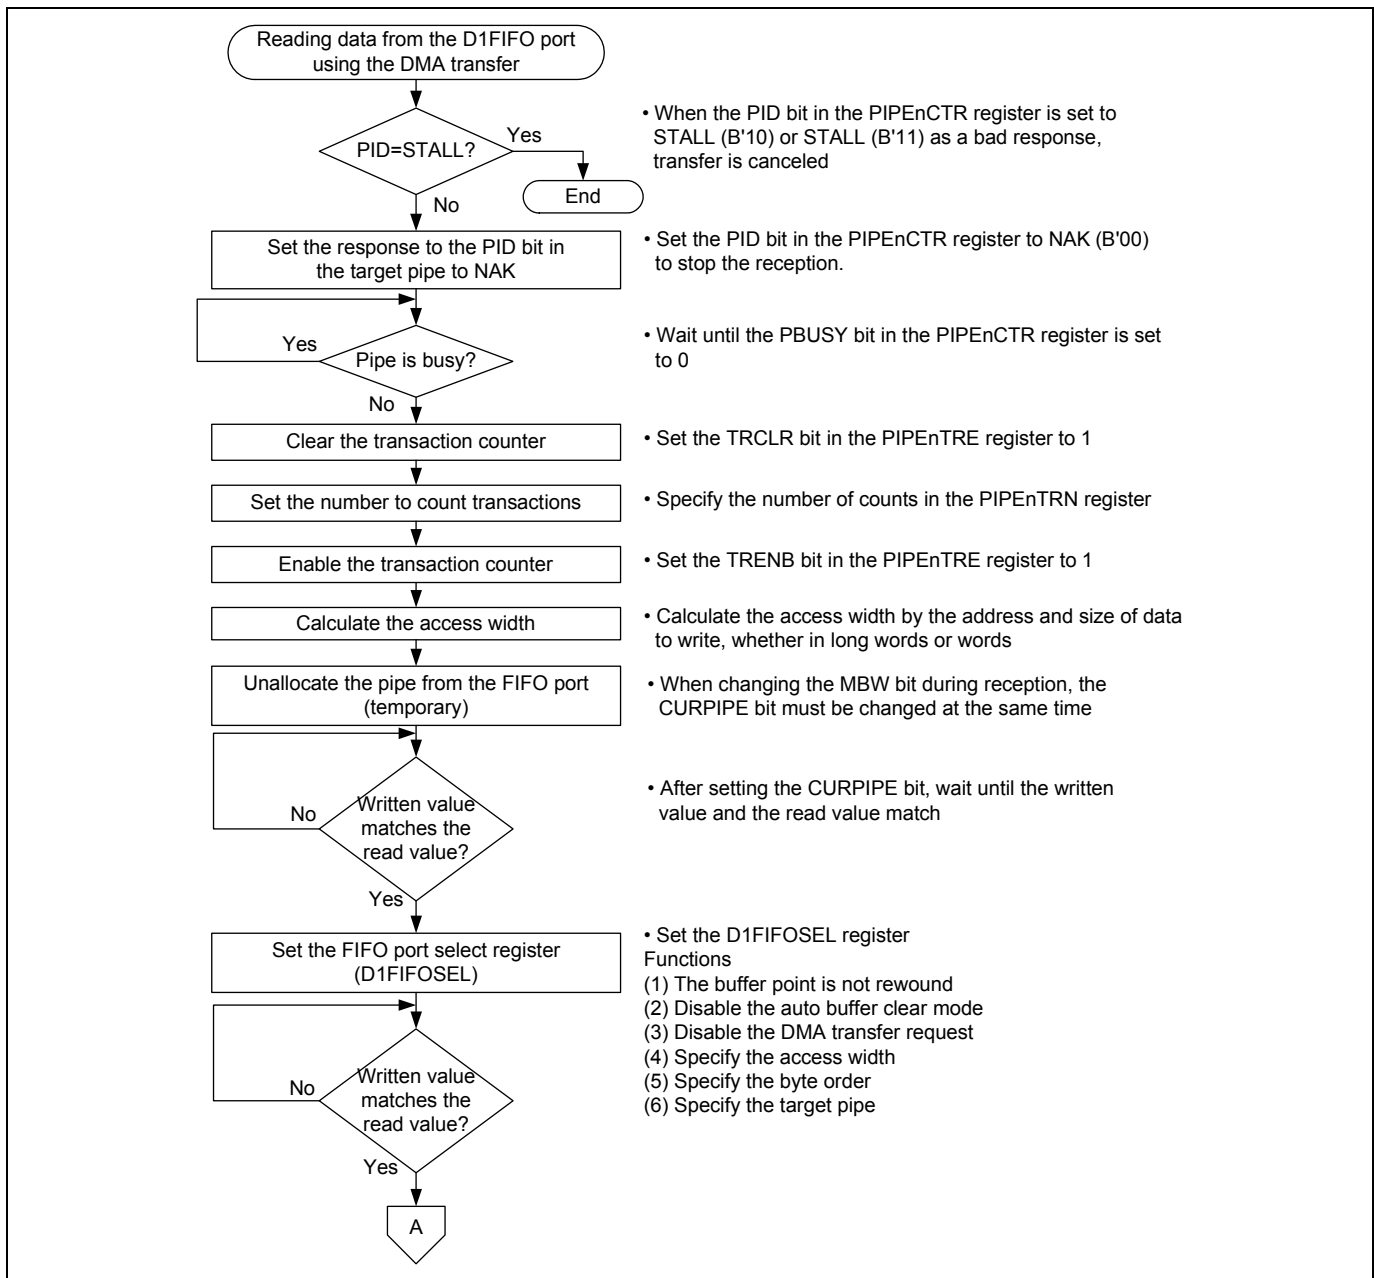 Reading data from the D1FIFO port
using the DMA transfer
PID=STALL?
Yes
End
No
• When the PID bit in the PIPEnCTR register is set to
STALL (B'10) or STALL (B'11) as a bad response,
transfer is canceled
Set the response to the PID bit in
the target pipe to NAK
• Set the PID bit in the PIPEnCTR register to NAK (B'00)
to stop the reception.
Yes
Pipe is busy?
No
• Wait until the PBUSY bit in the PIPEnCTR register is set
to 0
Clear the transaction counter
• Set the TRCLR bit in the PIPEnTRE register to 1
Set the number to count transactions
• Specify the number of counts in the PIPEnTRN register
Enable the transaction counter
• Set the TRENB bit in the PIPEnTRE register to 1
Calculate the access width
• Calculate the access width by the address and size of data
to write, whether in long words or words
Unallocate the pipe from the FIFO port
(temporary)
• When changing the MBW bit during reception, the
CURPIPE bit must be changed at the same time
No
Written value
matches the
read value?
Yes
• After setting the CURPIPE bit, wait until the written
value and the read value match
Set the FIFO port select register
(D1FIFOSEL)
• Set the D1FIFOSEL register
Functions
(1) The buffer point is not rewound
(2) Disable the auto buffer clear mode
(3) Disable the DMA transfer request
(4) Specify the access width
(5) Specify the byte order
(6) Specify the target pipe
No
Written value
matches the
read value?
Yes
A